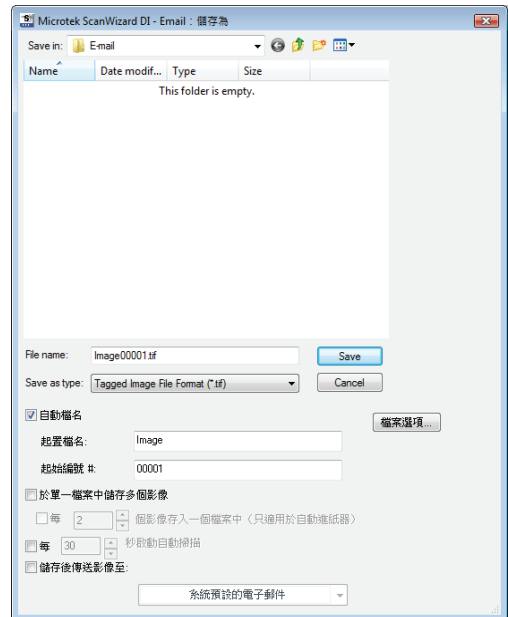 Microtek ScanWizard DI - Email：儲存為
Save in: E-mail
Name Date modif... Type Size
This folder is empty.
File name: Image00001.tif Save
Save as type: Tagged Image File Format (*.tif) Cancel
自動檔名 檔案選項...
起置檔名: Image
起始編號 #: 00001
於單一檔案中儲存多個影像
每 2 個影像存入一個檔案中（只適用於自動進紙器）
每 30 秒啟動自動掃描
儲存後傳送影像至:
系統預設的電子郵件